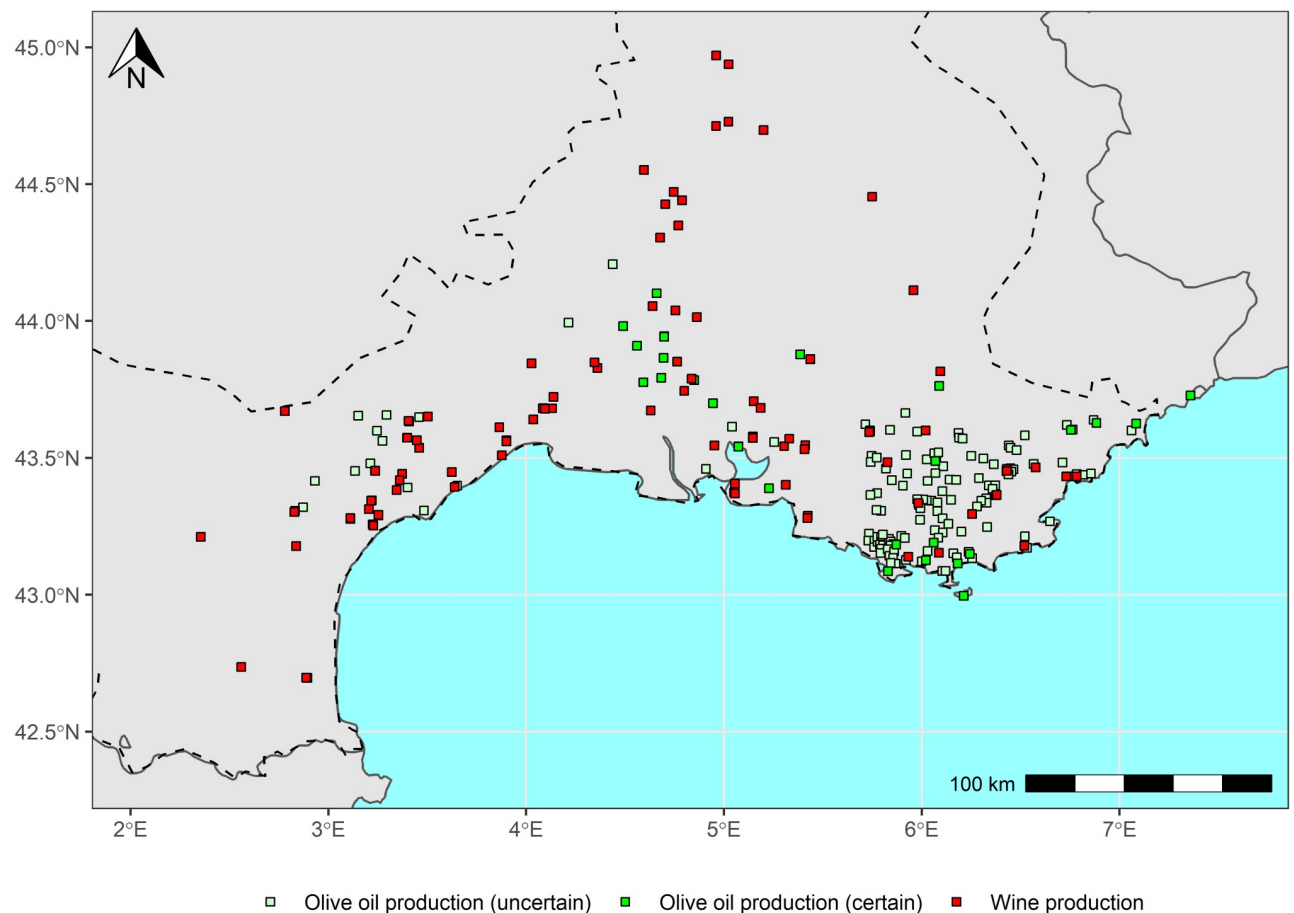 45.0°N
N
44.5°N
44.0°N
43.5°N
43.0°N
42.5°N
100 km
2°E 3°E 4°E 5°E 6°E 7°E
Olive oil production (uncertain) Olive oil production (certain) Wine production